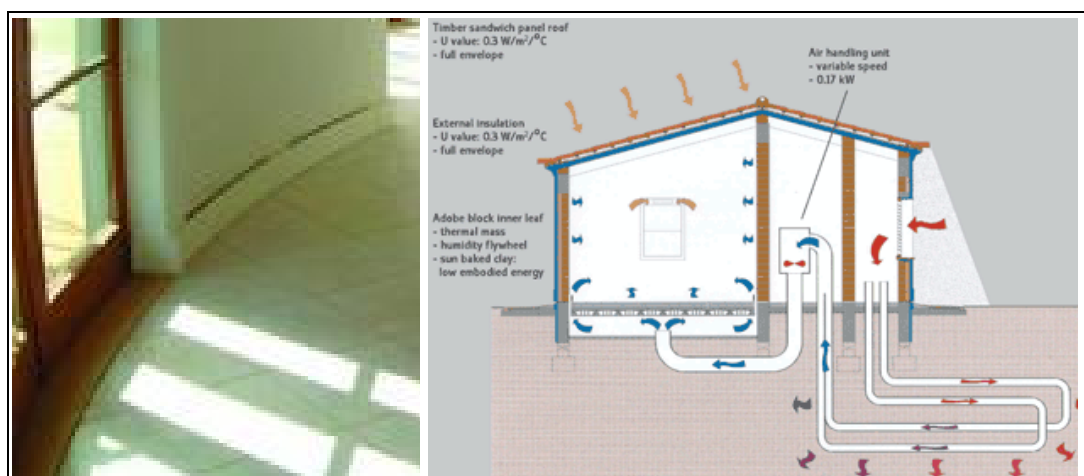 Timber sandwich panel roof
- U value: 0.3 W/m²/°C
- full envelope
Air handling unit
- variable speed
- 0.17 kW
External insulation
- U value: 0.3 W/m²/°C
- full envelope
Adobe block inner leaf
- thermal mass
- humidity flywheel
- sun baked clay:
low embodied energy